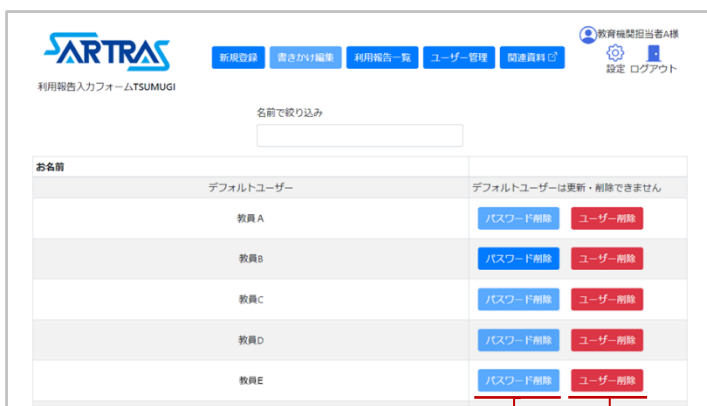 教育機関担当者A様
SARTRAS
新規登録 書きかけ編集 利用報告一覧 ユーザー管理 関連資料
設定 ログアウト
利用報告入力フォームTSUMUGI
名前で絞り込み
お名前
デフォルトユーザー デフォルトユーザーは更新・削除できません
教員A パスワード削除 ユーザー削除
教員B パスワード削除 ユーザー削除
教員C パスワード削除 ユーザー削除
教員D パスワード削除 ユーザー削除
教員E パスワード削除 ユーザー削除